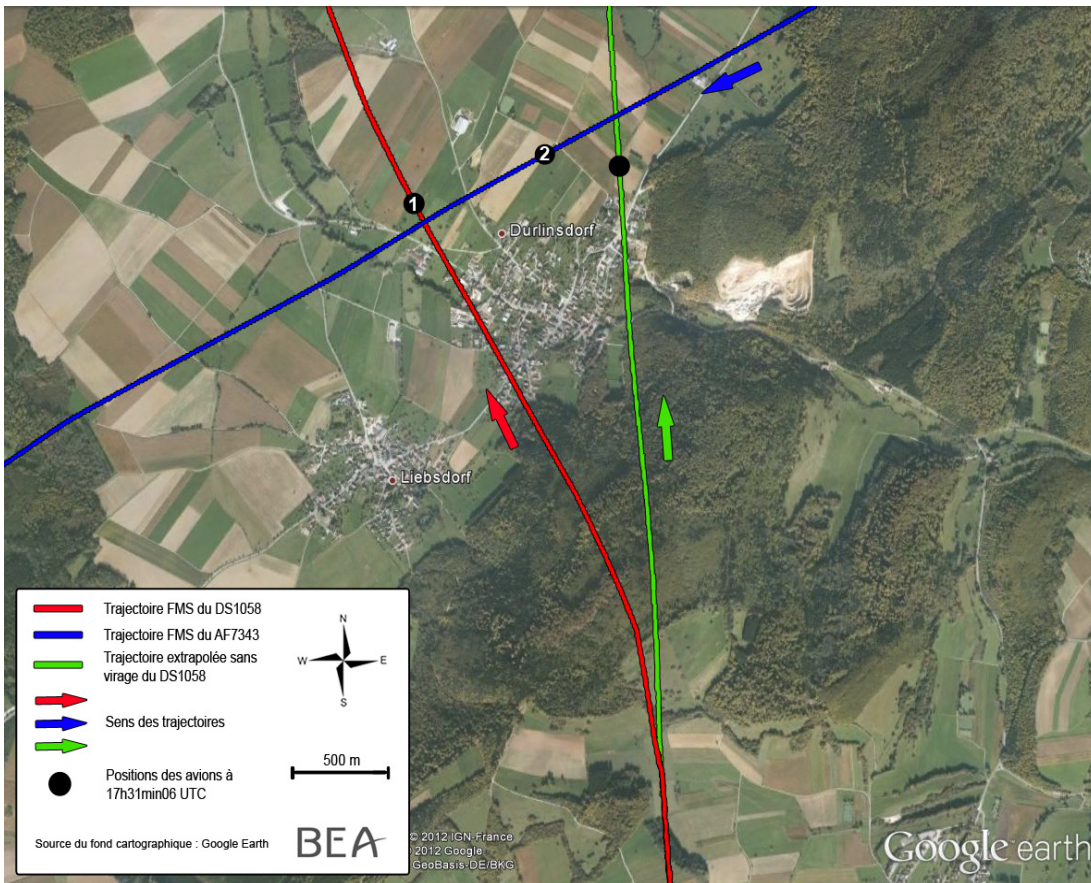 2
1
Durlinsdorf
Liebsdorf
Trajectoire FMS du DS1058
Trajectoire FMS du AF7343
Trajectoire extrapolée sans
virage du DS1058
Sens des trajectoires
Positions des avions à
17h31min06 UTC
N
W
E
S
500 m
Source du fond cartographique : Google Earth
BEA
© 2012 IGN-France
© 2012 Google
GeoBasis-DE/BKG
Google earth